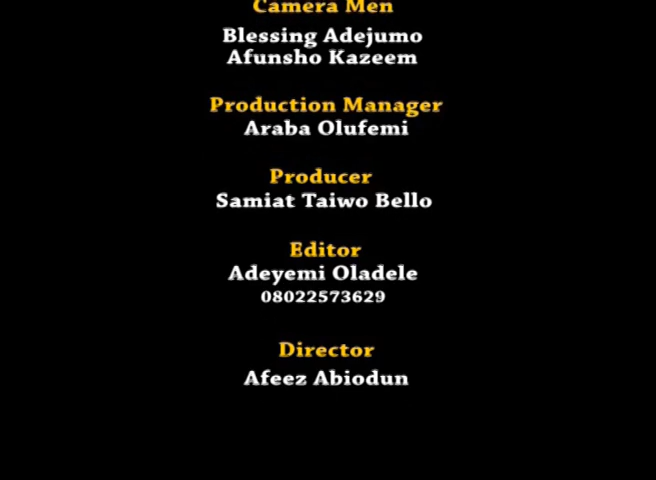 Camera Men
Blessing Adejumo
Afunsho Kazeem
Production Manager
Araba Olufemi
Producer
Samiat Taiwo Bello
Editor
Adeyemi Oladele
08022573629
Director
Afeez Abiodun